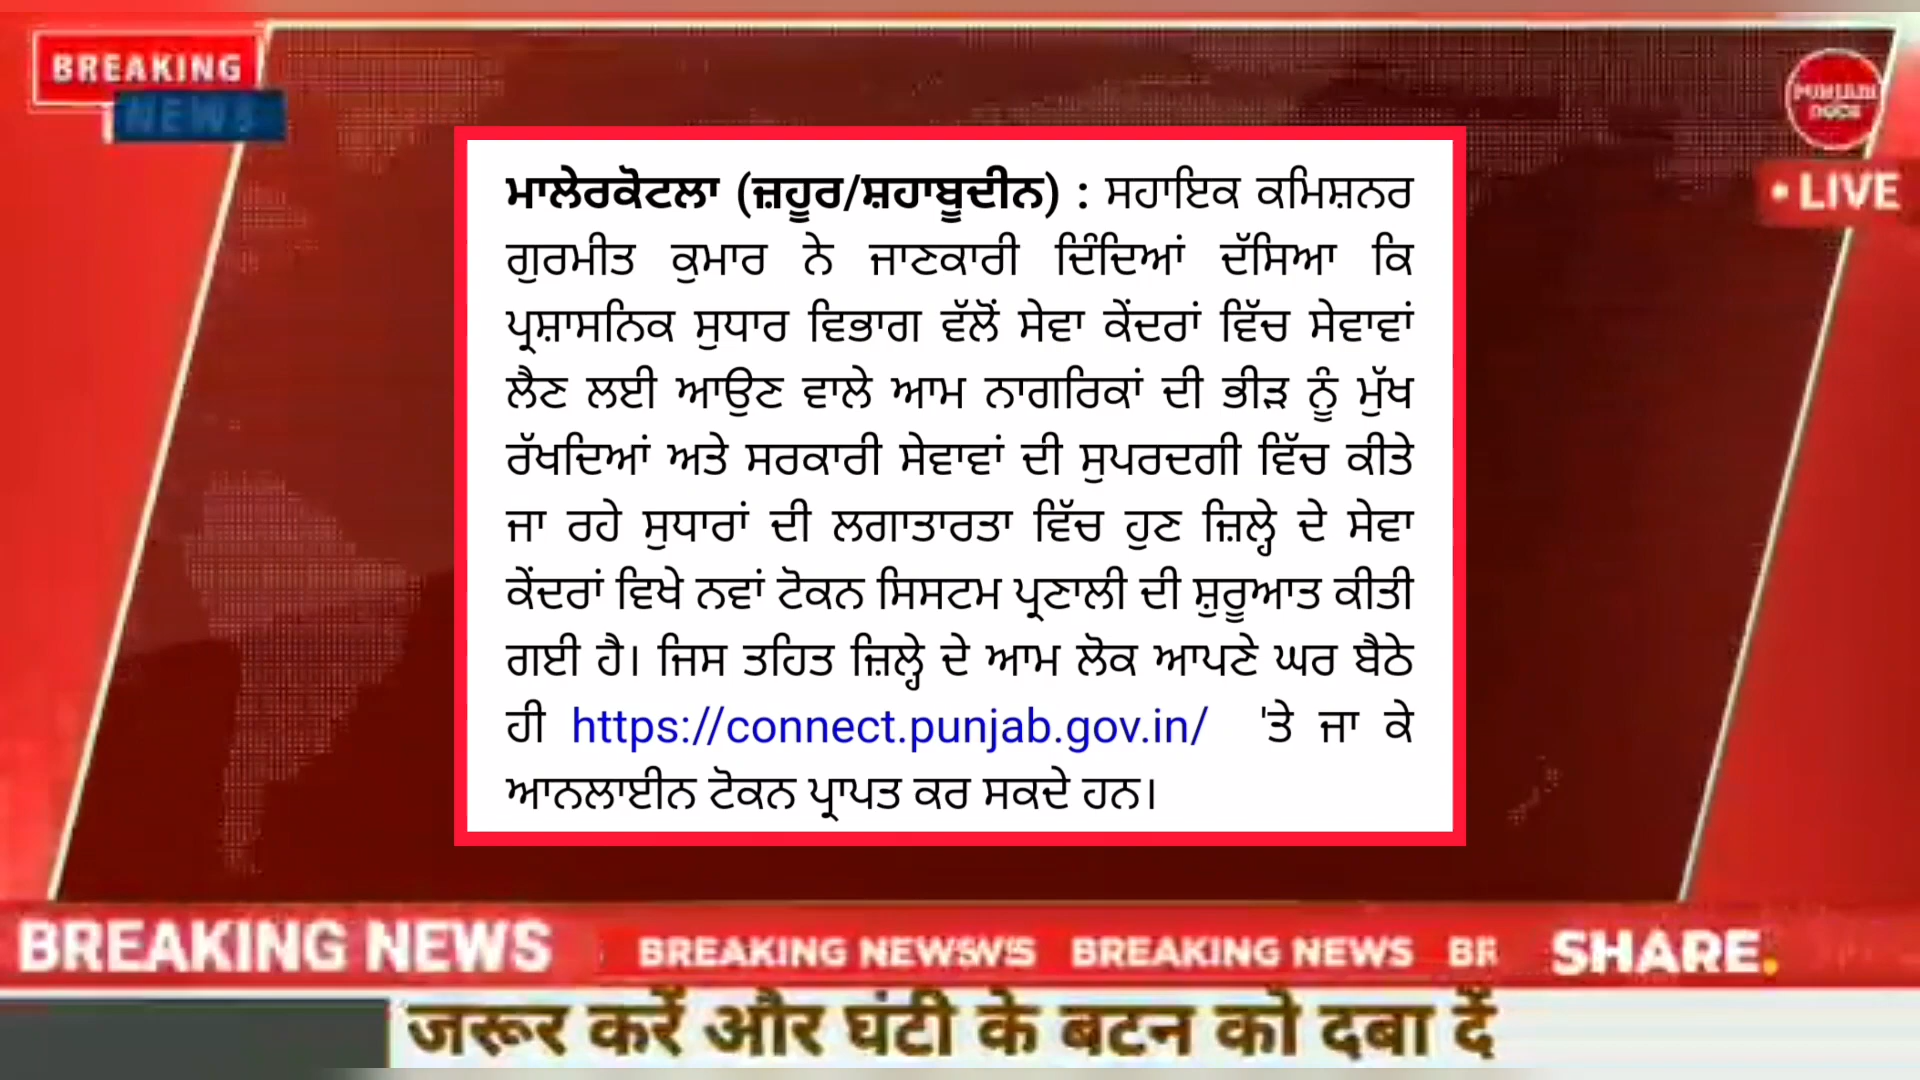 BREAKING
NEWS
LIVE
ਮਾਲੇਰਕੋਟਲਾ (ਜ਼ਹੂਰ/ਸ਼ਹਾਬੂਦੀਨ) : ਸਹਾਇਕ ਕਮਿਸ਼ਨਰ
ਗੁਰਮੀਤ ਕੁਮਾਰ ਨੇ ਜਾਣਕਾਰੀ ਦਿੰਦਿਆਂ ਦੱਸਿਆ ਕਿ
ਪ੍ਰਸ਼ਾਸਨਿਕ ਸੁਧਾਰ ਵਿਭਾਗ ਵੱਲੋਂ ਸੇਵਾ ਕੇਂਦਰਾਂ ਵਿੱਚ ਸੇਵਾਵਾਂ
ਲੈਣ ਲਈ ਆਉਣ ਵਾਲੇ ਆਮ ਨਾਗਰਿਕਾਂ ਦੀ ਭੀੜ ਨੂੰ ਮੁੱਖ
ਰੱਖਦਿਆਂ ਅਤੇ ਸਰਕਾਰੀ ਸੇਵਾਵਾਂ ਦੀ ਸੁਪਰਦਗੀ ਵਿੱਚ ਕੀਤੇ
ਜਾ ਰਹੇ ਸੁਧਾਰਾਂ ਦੀ ਲਗਾਤਾਰਤਾ ਵਿੱਚ ਹੁਣ ਜ਼ਿਲ੍ਹੇ ਦੇ ਸੇਵਾ
ਕੇਂਦਰਾਂ ਵਿਖੇ ਨਵਾਂ ਟੋਕਨ ਸਿਸਟਮ ਪ੍ਰਣਾਲੀ ਦੀ ਸ਼ੁਰੂਆਤ ਕੀਤੀ
ਗਈ ਹੈ। ਜਿਸ ਤਹਿਤ ਜ਼ਿਲ੍ਹੇ ਦੇ ਆਮ ਲੋਕ ਆਪਣੇ ਘਰ ਬੈਠੇ
ਹੀ https://connect.punjab.gov.in/ 'ਤੇ ਜਾ ਕੇ
ਆਨਲਾਈਨ ਟੋਕਨ ਪ੍ਰਾਪਤ ਕਰ ਸਕਦੇ ਹਨ।
BREAKING NEWS BREAKING NEWS BREAKING NEWS SHARE.
जरूर करें और घंटी के बटन को दबा दें